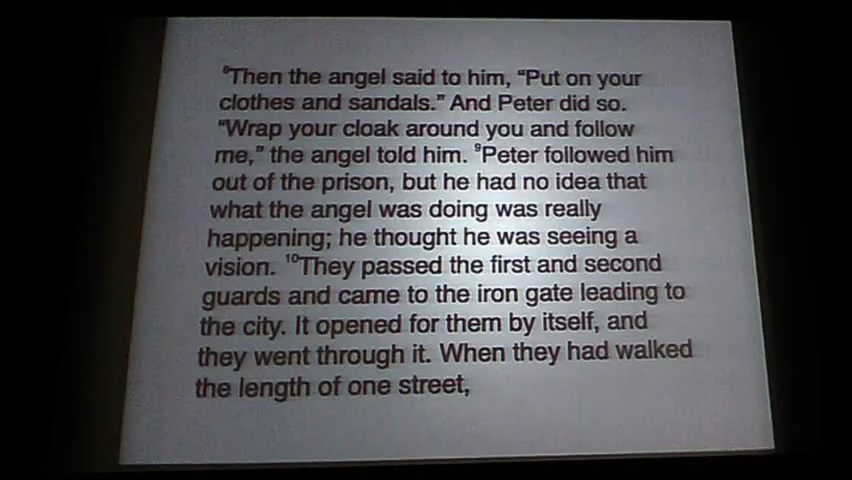 ⁸Then the angel said to him, “Put on your
clothes and sandals.” And Peter did so.
“Wrap your cloak around you and follow
me,” the angel told him. ⁹Peter followed him
out of the prison, but he had no idea that
what the angel was doing was really
happening; he thought he was seeing a
vision. ¹⁰They passed the first and second
guards and came to the iron gate leading to
the city. It opened for them by itself, and
they went through it. When they had walked
the length of one street,